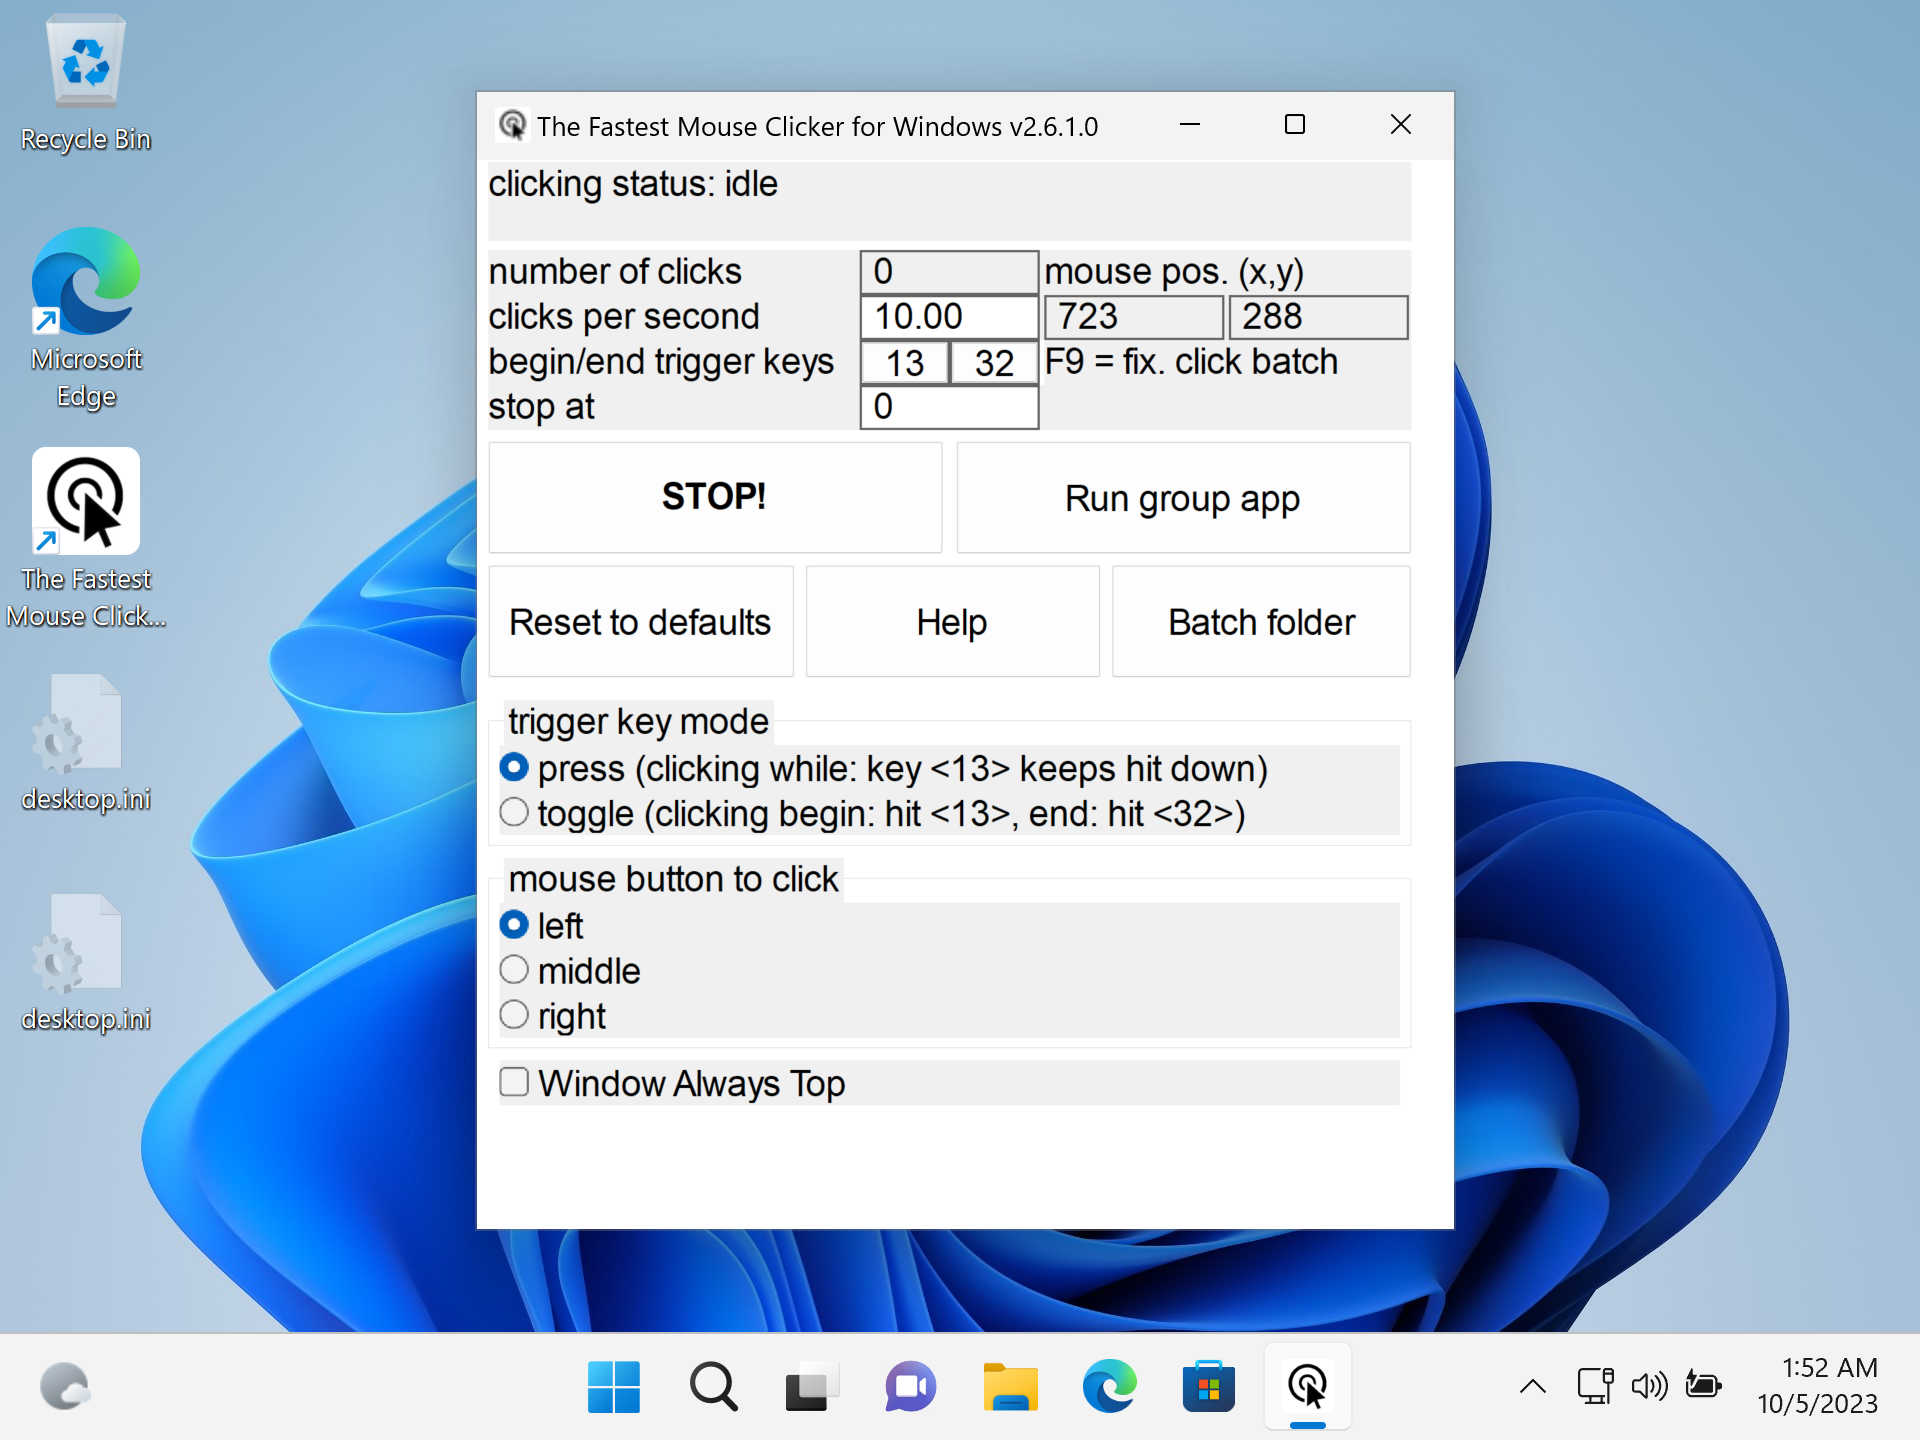 Recycle Bin
Microsoft
Edge
The Fastest
Mouse Click...
desktop.ini
desktop.ini
The Fastest Mouse Clicker for Windows v2.6.1.0
clicking status: idle
number of clicks 0 mouse pos. (x,y)
clicks per second 10.00 723 288
begin/end trigger keys 13 32 F9 = fix. click batch
stop at 0
STOP! Run group app
Reset to defaults Help Batch folder
trigger key mode
press (clicking while: key <13> keeps hit down)
toggle (clicking begin: hit <13>, end: hit <32>)
mouse button to click
left
middle
right
Window Always Top
1:52 AM
10/5/2023